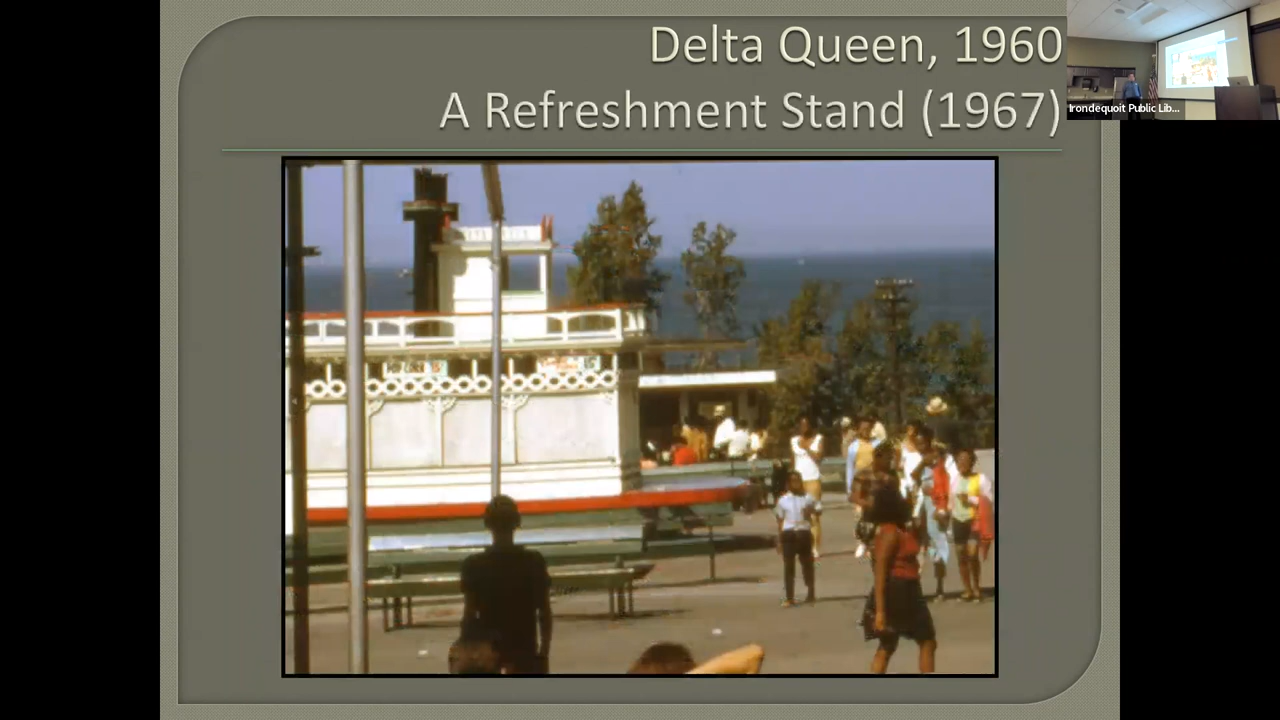 Delta Queen, 1960
A Refreshment Stand (1967)
Irondequoit Public Lib...